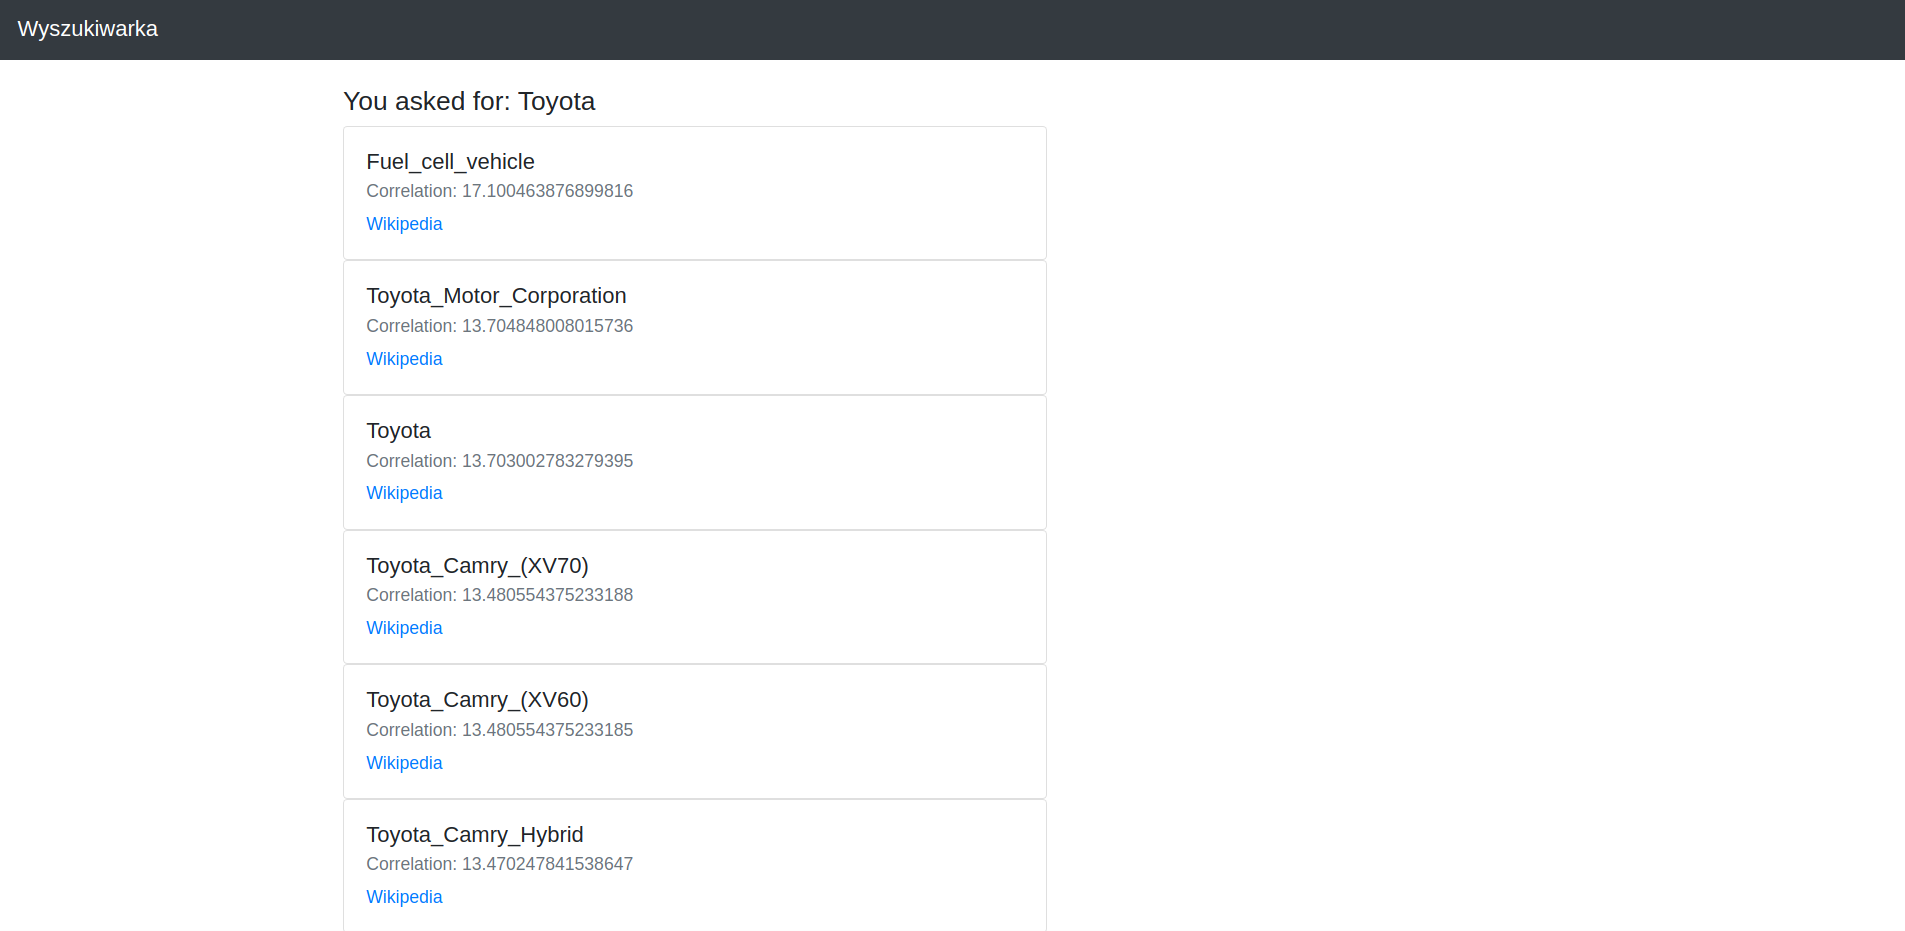 Wyszukiwarka
You asked for: Toyota
Fuel_cell_vehicle
Correlation: 17.100463876899816
Wikipedia
Toyota_Motor_Corporation
Correlation: 13.704848008015736
Wikipedia
Toyota
Correlation: 13.703002783279395
Wikipedia
Toyota_Camry_(XV70)
Correlation: 13.480554375233188
Wikipedia
Toyota_Camry_(XV60)
Correlation: 13.480554375233185
Wikipedia
Toyota_Camry_Hybrid
Correlation: 13.470247841538647
Wikipedia